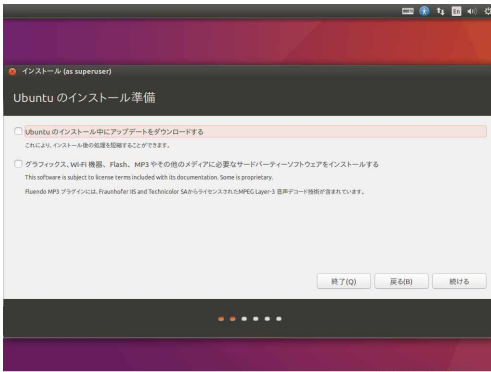 En
インストール (as superuser)
Ubuntu のインストール準備
Ubuntu のインストール中にアップデートをダウンロードする
これにより、インストール後の処理を短縮することができます。
グラフィックス、Wi-Fi 機器、Flash、MP3 やその他のメディアに必要なサードパーティーソフトウェアをインストールする
This software is subject to license terms included with its documentation. Some is proprietary.
Fluendo MP3 プラグインには、Fraunhofer IIS and Technicolor SAからライセンスされたMPEG Layer-3 音声デコード技術が含まれています。
終了(Q) 戻る(B) 続ける